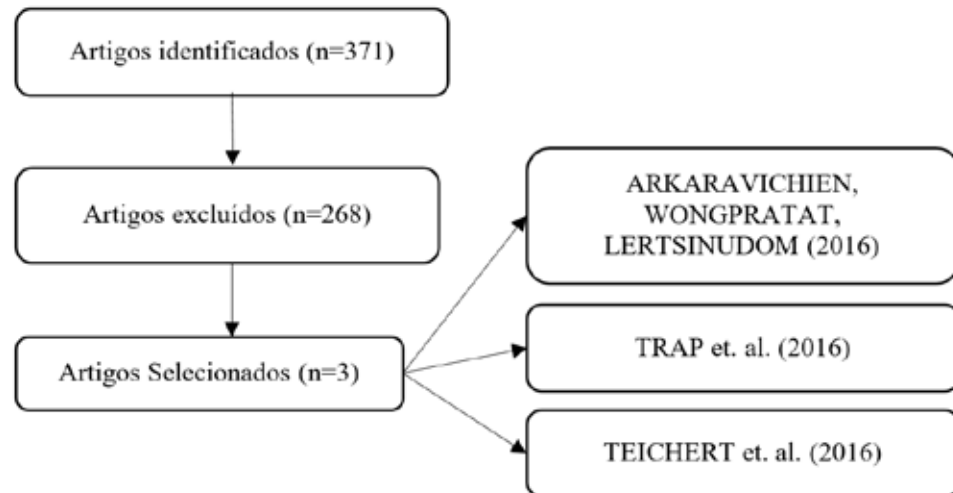 Artigos identificados (n=371)
Artigos excluídos (n=268)
Artigos Selecionados (n=3)
ARKARAVICHIEN,
WONGPRATAT,
LERTSINUDOM (2016)
TRAP et. al. (2016)
TEICHERT et. al. (2016)